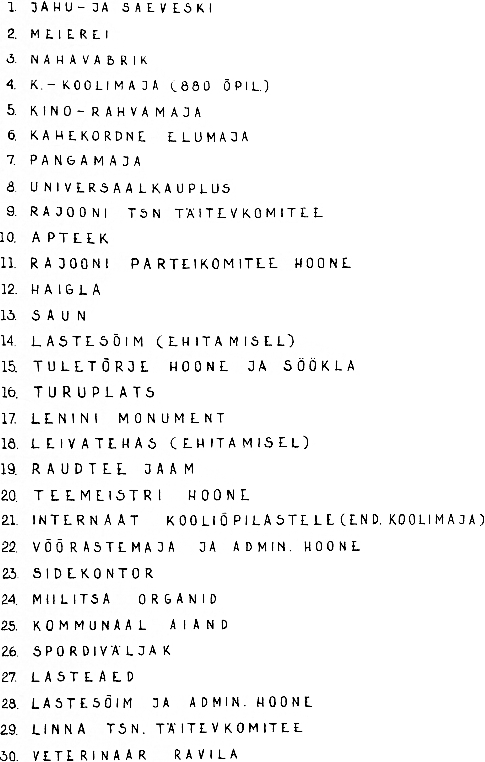 1. JAHU-JA SAEVESKI
2. MEIEREI
3. NAHAVABRIK
4. K.-KOOLIMAJA (880 ÕPIL.)
5. KINO-RAHVAMAJA
6. KAHEKORDNE ELUMAJA
7. PANGAMAJA
8. UNIVERSAALKAUPLUS
9. RAJOONI TSN TÄITEVKOMITEE
10. APTEEK
11. RAJOONI PARTEIKOMITEE HOONE
12. HAIGLA
13. SAUN
14. LASTESÕIM (EHITAMISEL)
15. TULETÕRJE HOONE JA SÖÖKLA
16. TURUPLATS
17. LENINI MONUMENT
18. LEIVATEHAS (EHITAMISEL)
19. RAUDTEE JAAM
20. TEEMEISTRI HOONE
21. INTERNAAT KOOLIÕPILASTELE (END. KOOLIMAJA)
22. VÕÕRASTEMAJA JA ADMIN. HOONE
23. SIDEKONTOR
24. MIILITSA ORGANID
25. KOMMUNAAL AIAND
26. SPORDIVÄLJAK
27. LASTEAED
28. LASTESÕIM JA ADMIN. HOONE
29. LINNA TSN. TÄITEVKOMITEE
30. VETERINAAR RAVILA